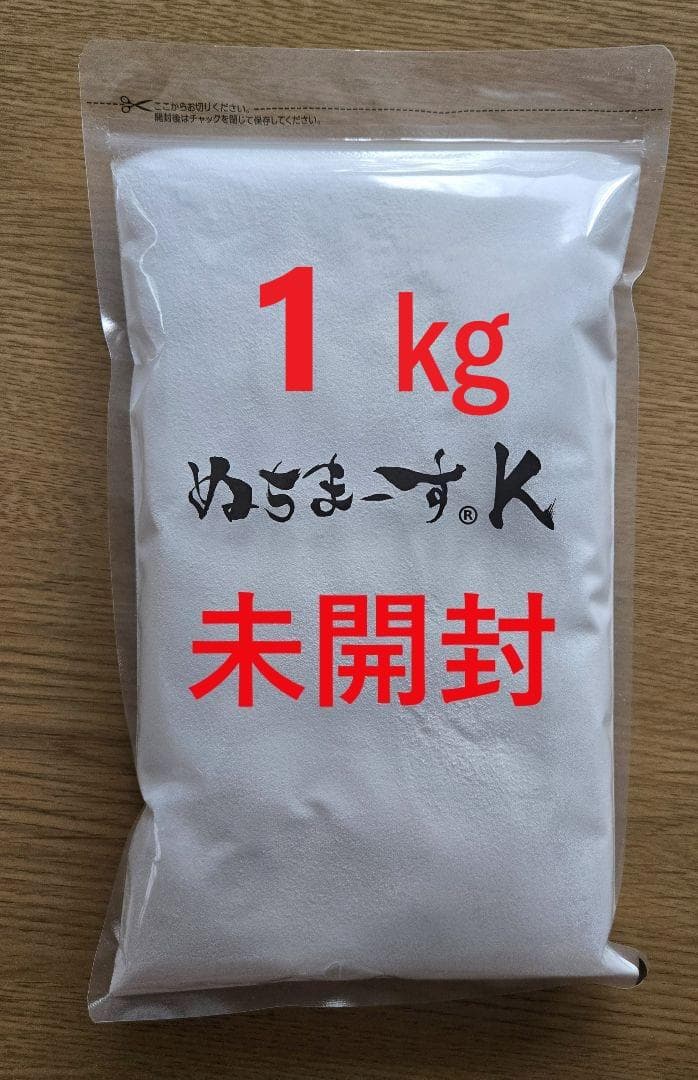 ここからお切りください。
開封後はチャックを閉じて保存してください。
1 kg
ぬちまーす®K
未開封